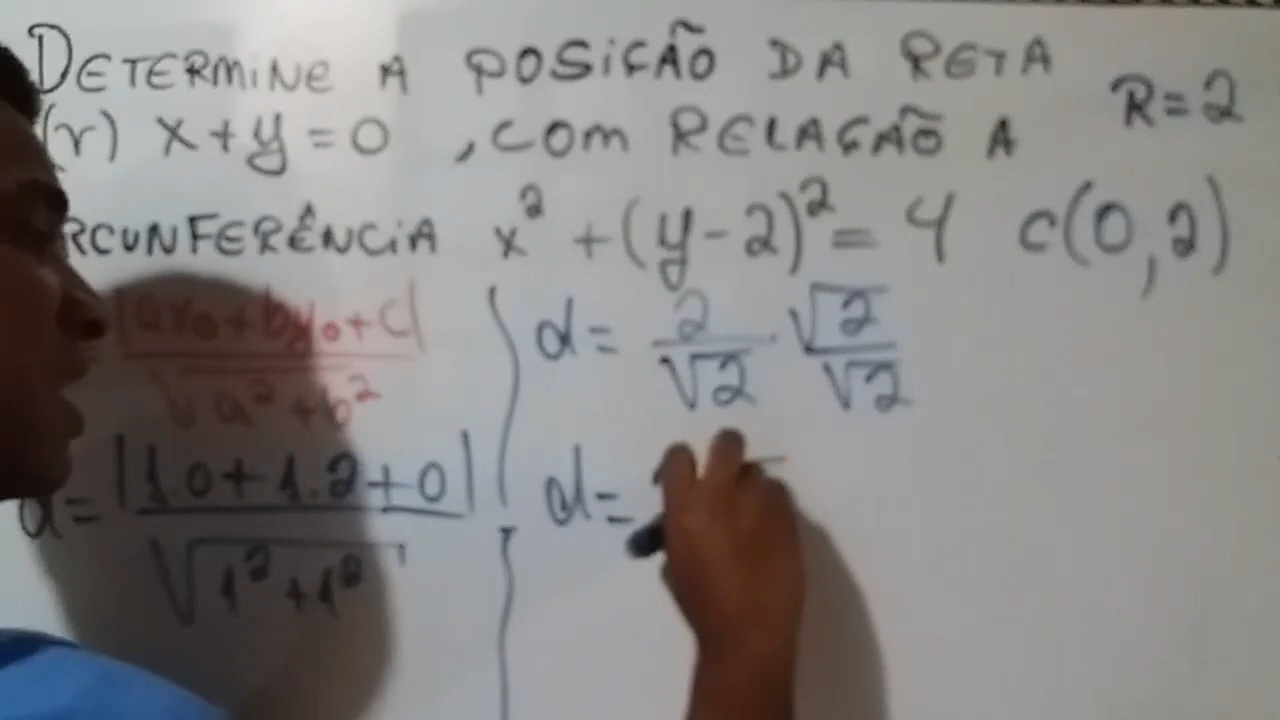 DETERMINE A POSIÇÃO DA RETA
(r) x+y=0 , COM RELAÇÃO A
R=2
RCUNFERÊNCIA x²+(y-2)²=4 C(0,2)
|ax₀+by₀+c|
√a²+b²
d= |1.0+1.2+0|
√1²+1²
d= 2/√2 . √2/√2
d=